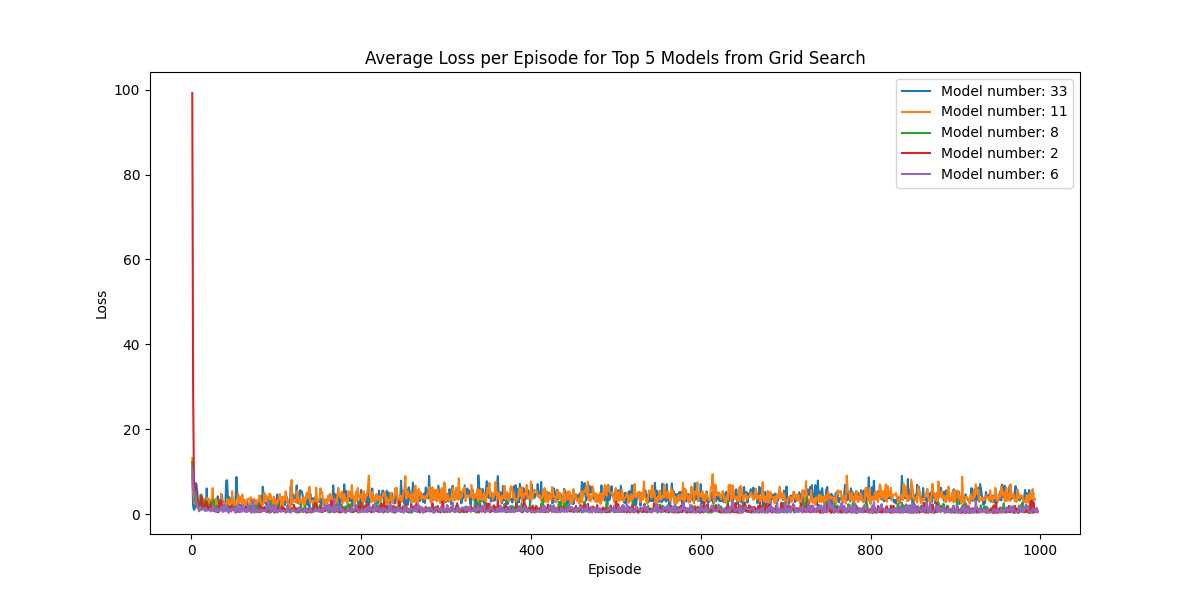 Average Loss per Episode for Top 5 Models from Grid Search
Model number: 33
Model number: 11
Model number: 8
Model number: 2
Model number: 6
Loss
100
80
60
40
20
0
0 200 400 600 800 1000
Episode